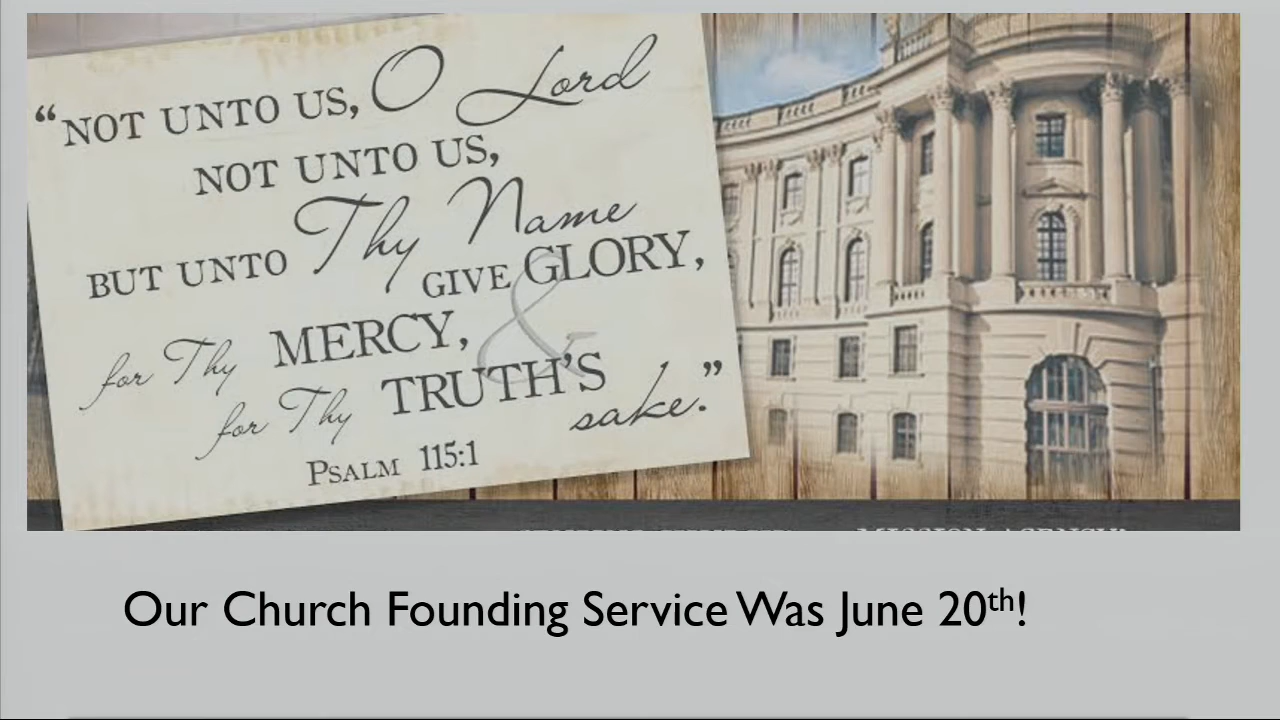 “NOT UNTO US, O Lord
NOT UNTO US,
BUT UNTO Thy Name
GIVE GLORY,
for Thy MERCY, &
for Thy TRUTH'S
sake.”
PSALM 115:1
Our Church Founding Service Was June 20th!